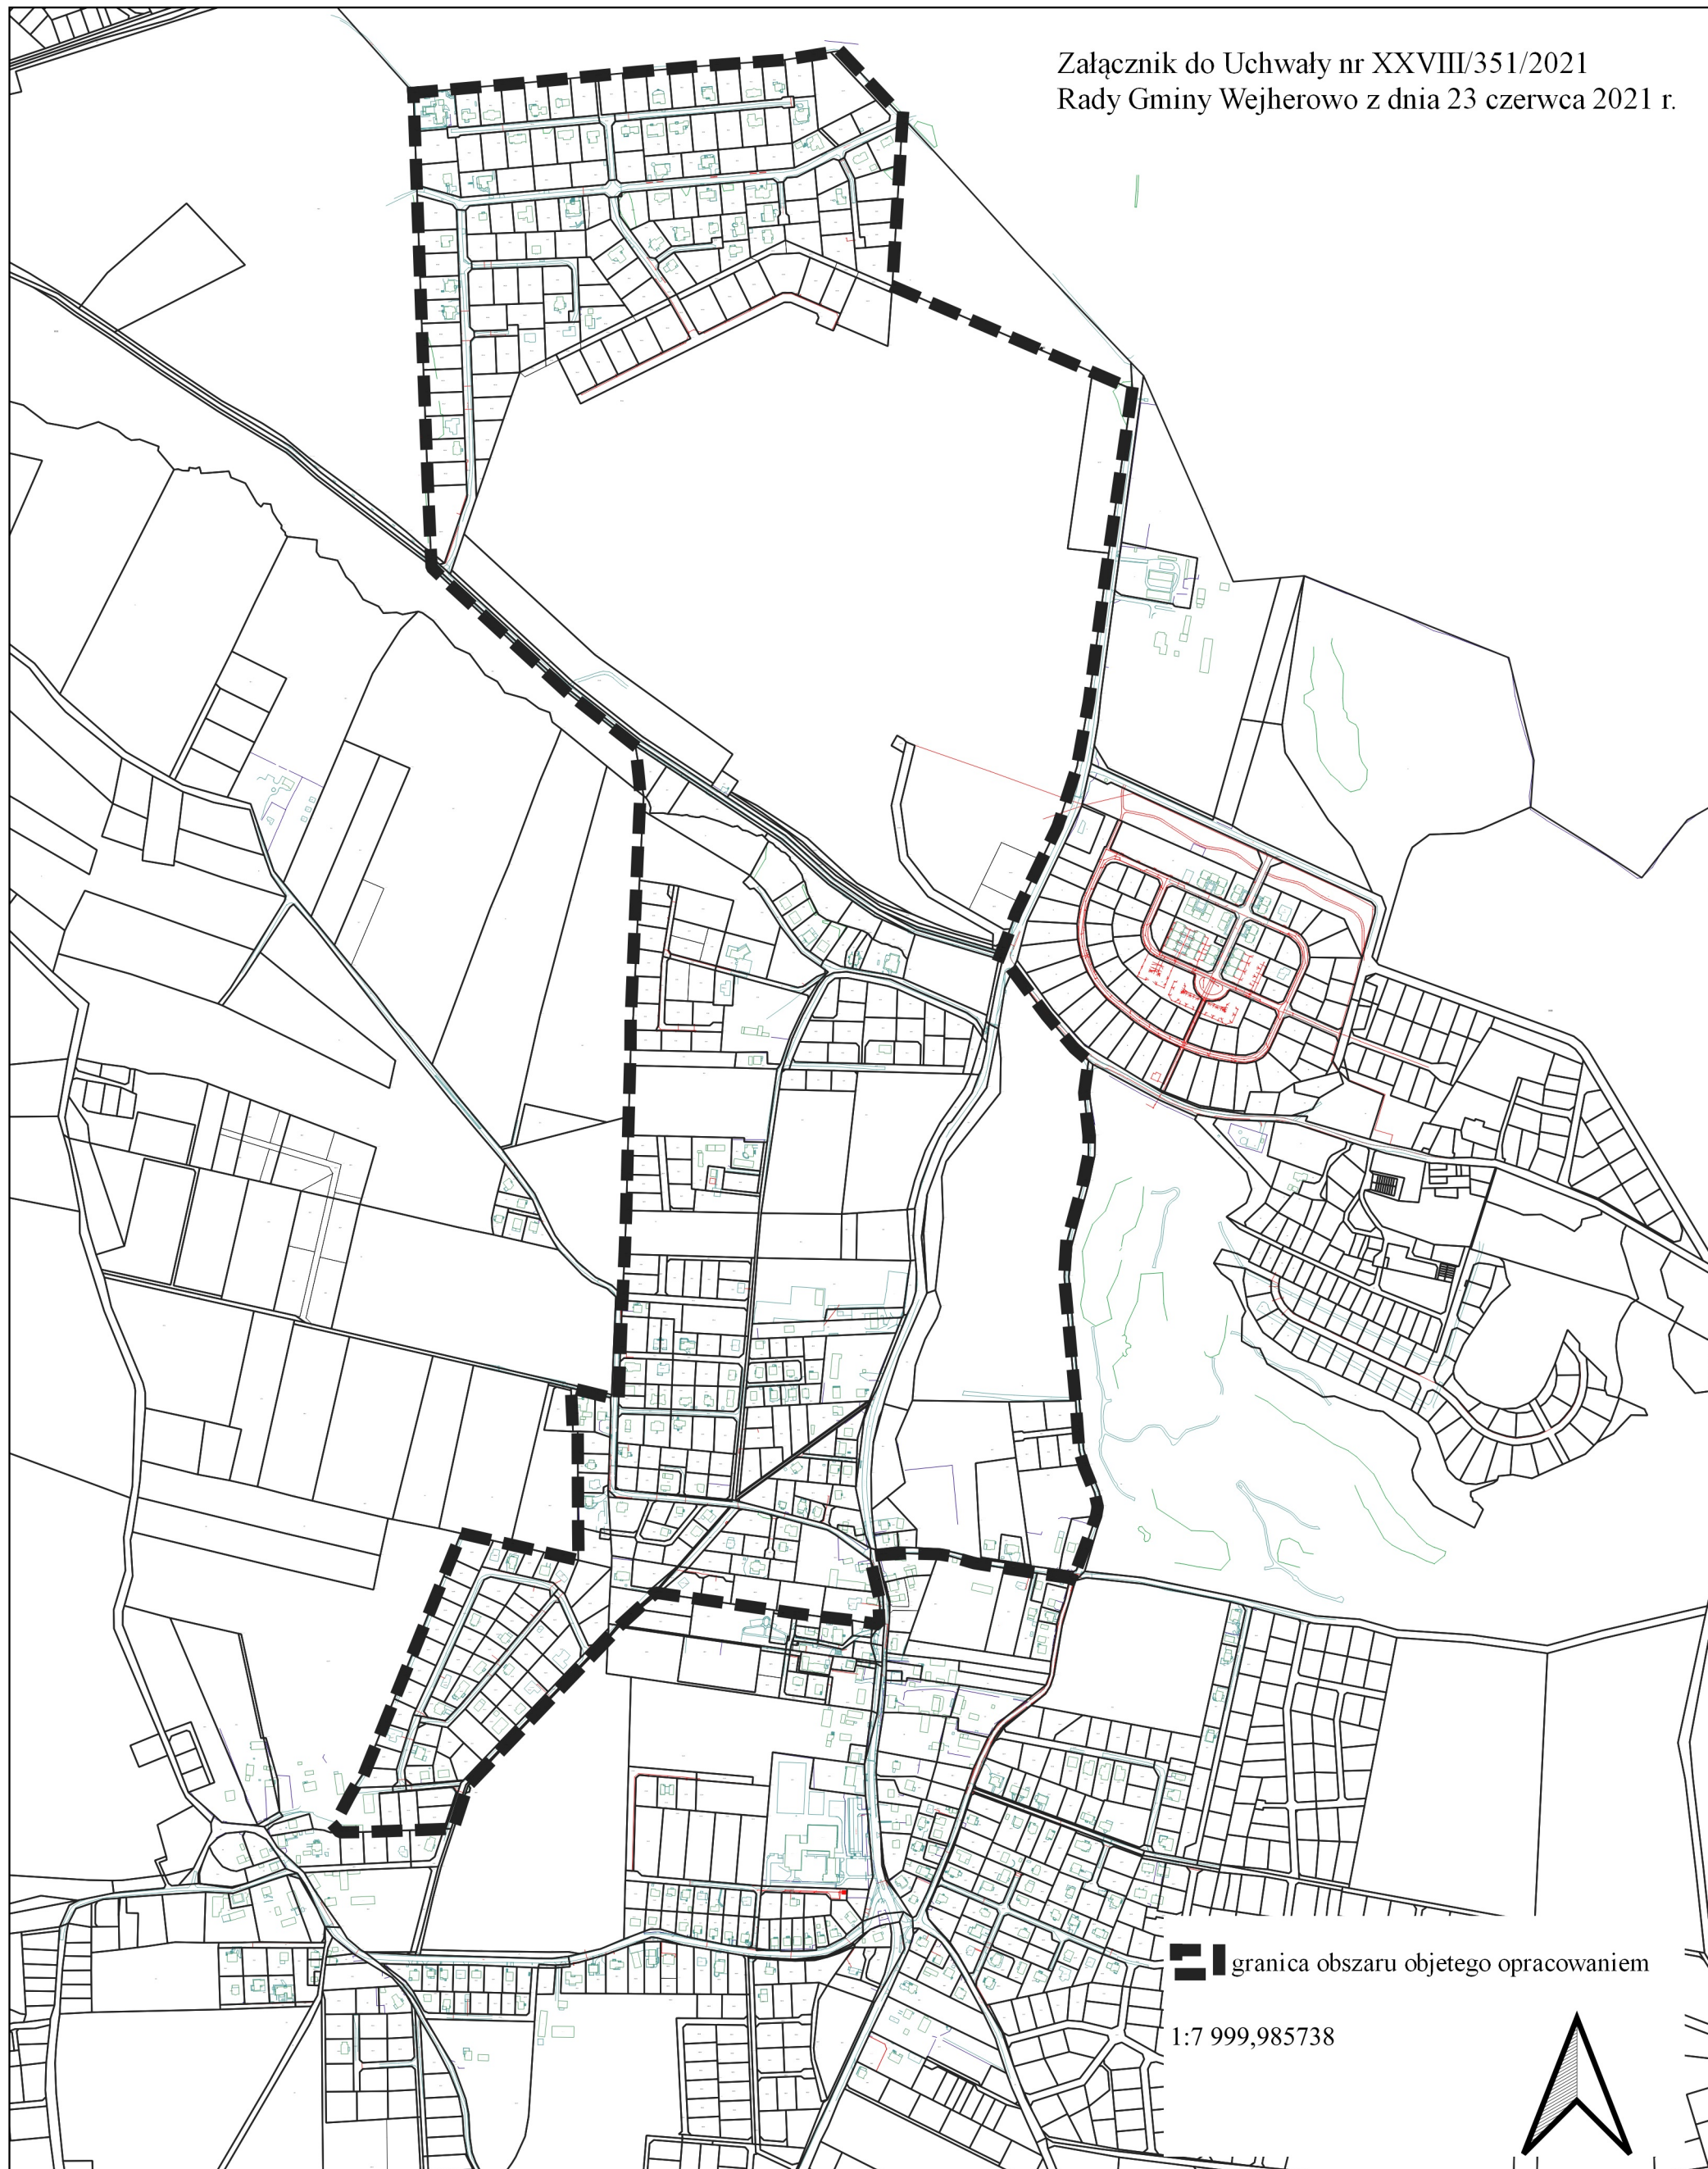 Załącznik do Uchwały nr XXVIII/351/2021
Rady Gminy Wejherowo z dnia 23 czerwca 2021 r.
granica obszaru objetego opracowaniem
1:7 999,985738